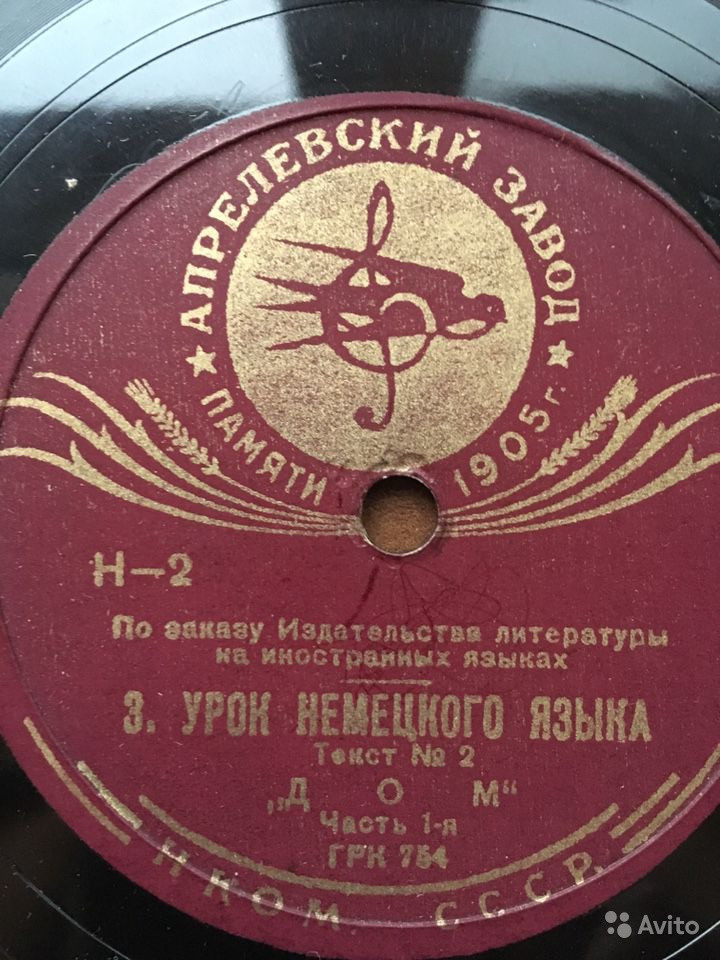 ★ АПРЕЛЕВСКИЙ ЗАВОД ★
ПАМЯТИ 1905 г.
Н-2
По заказу Издательства литературы
на иностранных языках
3. УРОК НЕМЕЦКОГО ЯЗЫКА
Текст № 2
„Д О М“
Часть 1-я
ГРК 754
НКОМ. СССР.
Avito